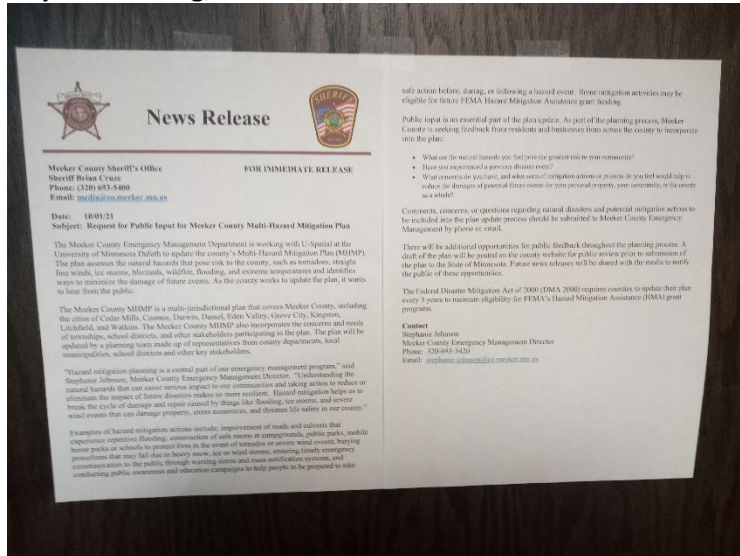 News Release
SHERIFF
Meeker County Sheriff's Office FOR IMMEDIATE RELEASE
Sheriff Brian Cruze
Phone: (320) 693-5400
Email: media@co.meeker.mn.us
Date: 10/01/21
Subject: Request for Public Input for Meeker County Multi-Hazard Mitigation Plan
The Meeker County Emergency Management Department is working with U-Spatial at the
University of Minnesota Duluth to update the county's Multi-Hazard Mitigation Plan (MHMP).
The plan assesses the natural hazards that pose risk to the county, such as tornadoes, straight
line winds, ice storms, blizzards, wildfire, flooding, and extreme temperatures and identifies
ways to minimize the damage of future events. As the county works to update the plan, it wants
to hear from the public.
The Meeker County MHMP is a multi-jurisdictional plan that covers Meeker County, including
the cities of Cedar Mills, Cosmos, Darwin, Dassel, Eden Valley, Grove City, Kingston,
Litchfield, and Watkins. The Meeker County MHMP also incorporates the concerns and needs
of townships, school districts, and other stakeholders participating in the plan. The plan will be
updated by a planning team made up of representatives from county departments, local
municipalities, school districts and other key stakeholders.
"Hazard mitigation planning is a central part of our emergency management program," said
Stephanie Johnson, Meeker County Emergency Management Director. "Understanding the
natural hazards that can cause serious impact to our communities and taking action to reduce or
eliminate the impact of future disasters makes us more resilient. Hazard mitigation helps us to
break the cycle of damage and repair caused by things like flooding, ice storms, and severe
wind events that can damage property, stress economies, and threaten life safety in our county."
Examples of hazard mitigation actions include; improvement of roads and culverts that
experience repetitive flooding; construction of safe rooms at campgrounds, public parks, mobile
home parks or schools to protect lives in the event of tornados or severe wind events; burying
powerlines that may fail due to heavy snow, ice or wind storms; ensuring timely emergency
communication to the public through warning sirens and mass notification systems, and
conducting public awareness and education campaigns to help people to be prepared to take
safe action before, during, or following a hazard event. Some mitigation activities may be
eligible for future FEMA Hazard Mitigation Assistance grant funding.
Public input is an essential part of the plan update. As part of the planning process, Meeker
County is seeking feedback from residents and businesses from across the county to incorporate
into the plan:
• What are the natural hazards you feel pose the greatest risk to your community?
• Have you experienced a previous disaster event?
• What concerns do you have, and what sorts of mitigation actions or projects do you feel would help to
reduce the damages of potential future events for your personal property, your community, or the county
as a whole?
Comments, concerns, or questions regarding natural disasters and potential mitigation actions to
be included into the plan update process should be submitted to Meeker County Emergency
Management by phone or email.
There will be additional opportunities for public feedback throughout the planning process. A
draft of the plan will be posted on the county website for public review prior to submission of
the plan to the State of Minnesota. Future news releases will be shared with the media to notify
the public of these opportunities.
The Federal Disaster Mitigation Act of 2000 (DMA 2000) requires counties to update their plan
every 5 years to maintain eligibility for FEMA's Hazard Mitigation Assistance (HMA) grant
programs.
Contact
Stephanie Johnson
Meeker County Emergency Management Director
Phone: 320-693-5420
Email: stephanie.johnson@co.meeker.mn.us